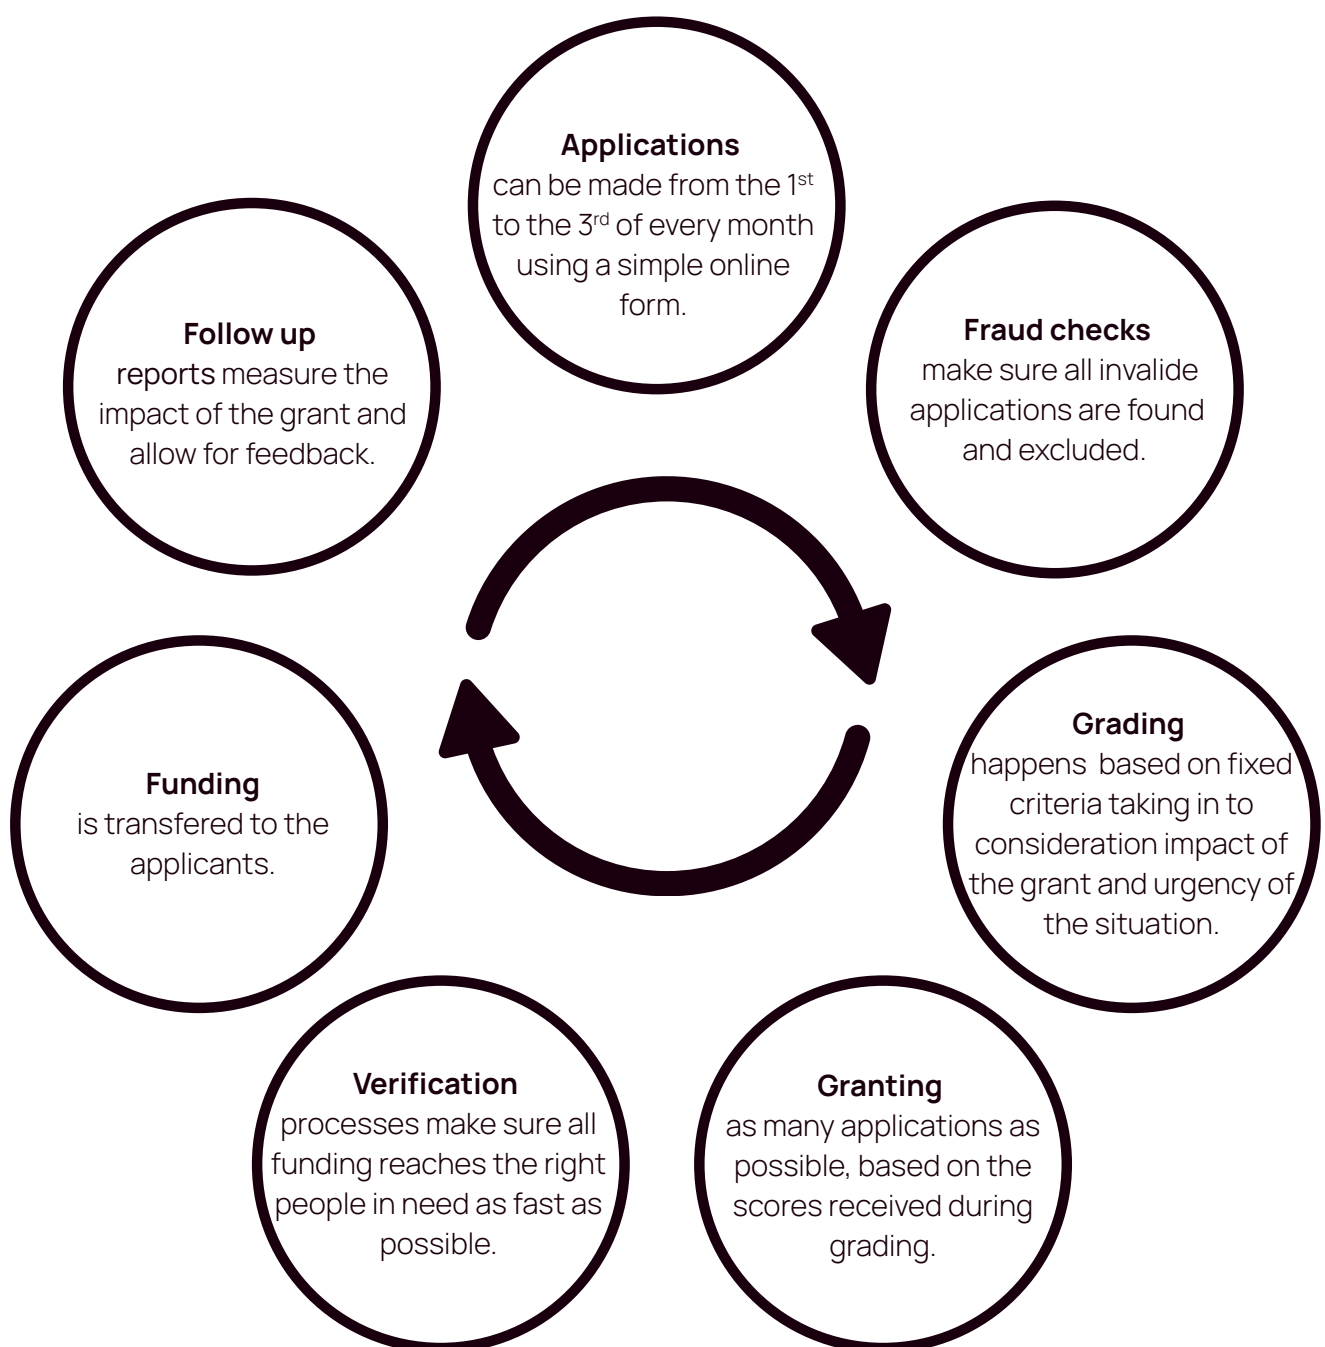 Applications
can be made from the 1st
to the 3rd of every month
using a simple online
form.
Fraud checks
make sure all invalide
applications are found
and excluded.
Grading
happens  based on fixed
criteria taking in to
consideration impact of
the grant and urgency of
the situation.
Granting
as many applications as
possible, based on the
scores received during
grading.
Verification
processes make sure all
funding reaches the right
people in need as fast as
possible.
Funding
is transfered to the
applicants.
Follow up
reports measure the
impact of the grant and
allow for feedback.